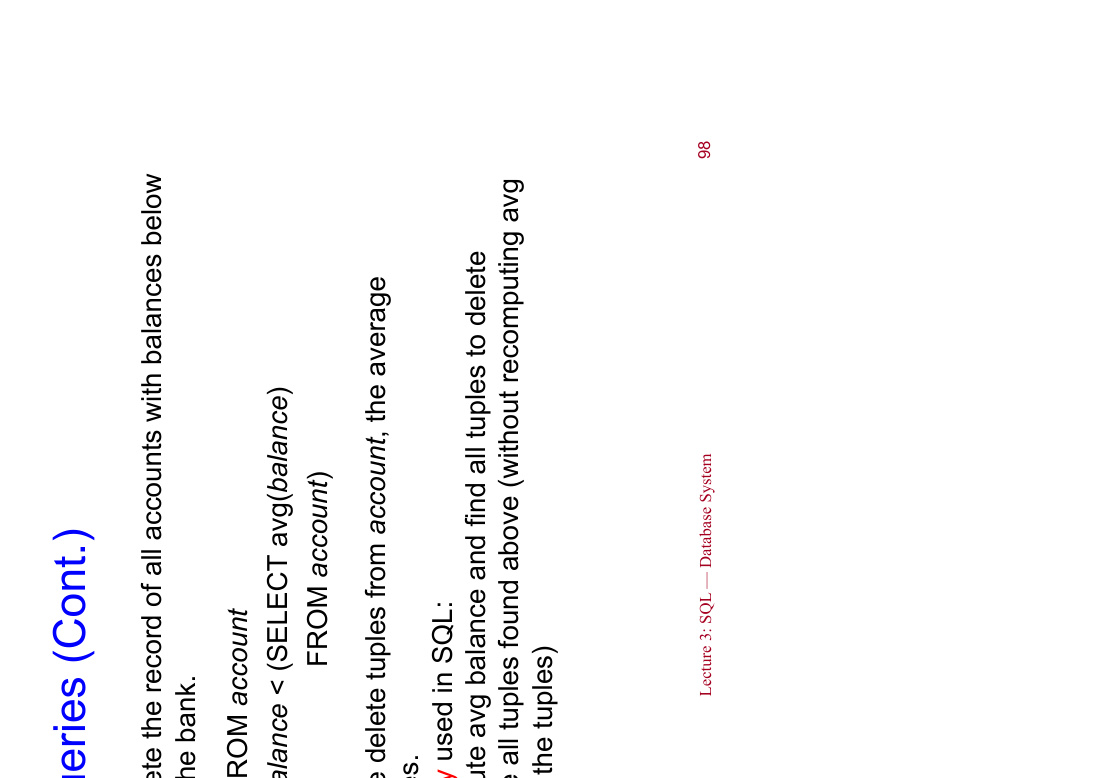 ueries (Cont.)
ete the record of all accounts with balances below
he bank.
ROM account
alance < (SELECT avg(balance)
FROM account)
e delete tuples from account, the average
es.
y used in SQL:
ute avg balance and find all tuples to delete
e all tuples found above (without recomputing avg
the tuples)
Lecture 3: SQL — Database System 98